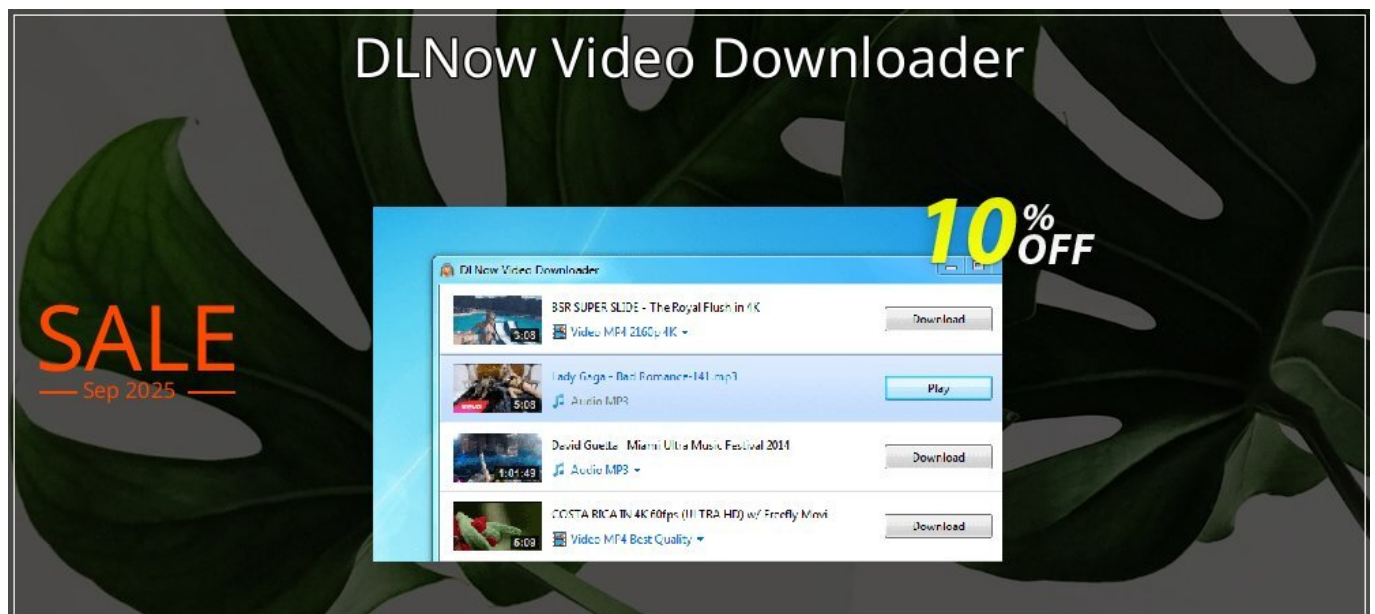 DLNow Video Downloader
10% OFF
SALE
Sep 2025
DLNow Video Downloader
BSR SUPER SLIDE - The Royal Flush in 4K
3:08
Video MP4 2160p 4K
Download
Lady Gaga - Bad Romance-141.mp3
5:08
Audio MP3
Play
David Guetta - Miami Ultra Music Festival 2014
1:01:49
Audio MP3
Download
COSTA RICA IN 4K 60fps (ULTRA HD) w/ Freefly Movi
5:09
Video MP4 Best Quality
Download